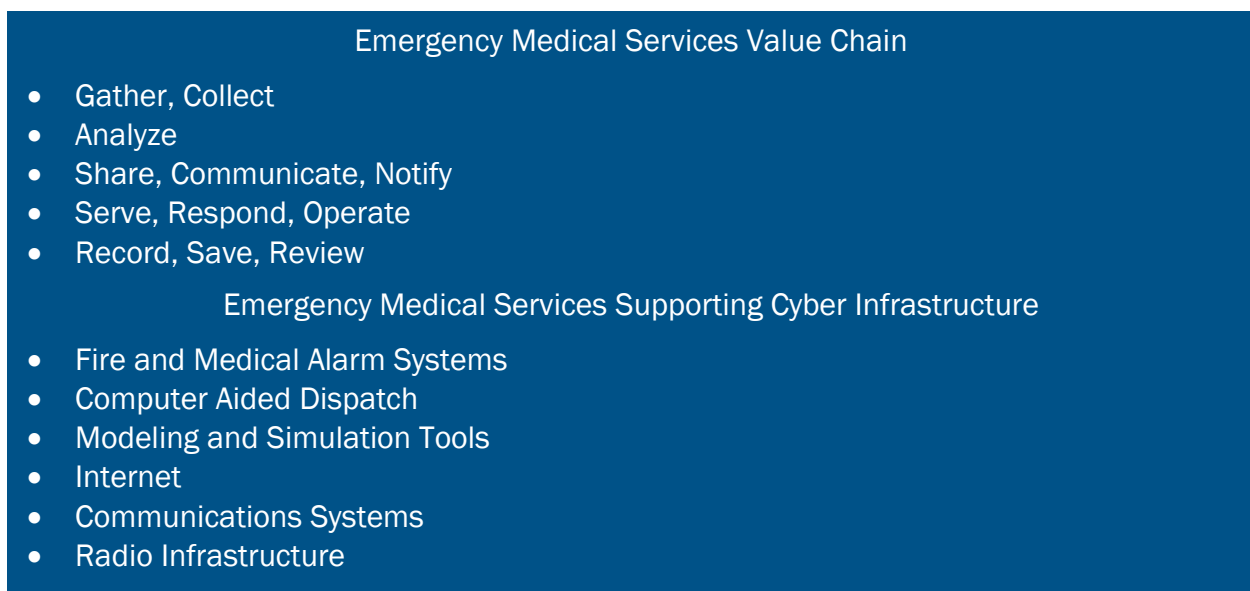 Emergency Medical Services Value Chain
• Gather, Collect
• Analyze
• Share, Communicate, Notify
• Serve, Respond, Operate
• Record, Save, Review
Emergency Medical Services Supporting Cyber Infrastructure
• Fire and Medical Alarm Systems
• Computer Aided Dispatch
• Modeling and Simulation Tools
• Internet
• Communications Systems
• Radio Infrastructure